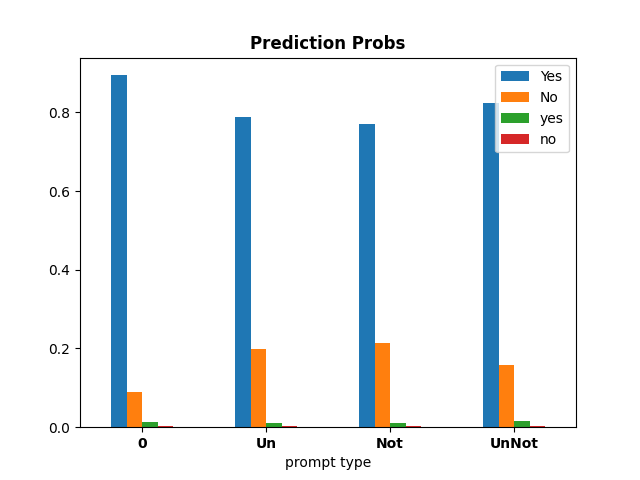 Prediction Probs
Yes
No
yes
no
0.8
0.6
0.4
0.2
0.0
0
Un
Not
UnNot
prompt type